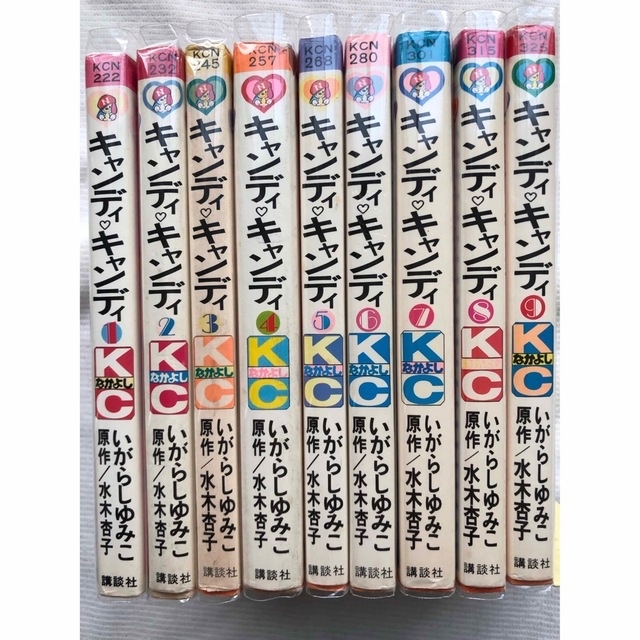 KCN
222
キャンディ♡キャンディ
1
K
なかよし
C
いがらしゆみこ
原作/水木杏子
講談社
KCN
232
キャンディ♡キャンディ
2
K
なかよし
C
いがらしゆみこ
原作/水木杏子
講談社
KCN
245
キャンディ♡キャンディ
3
K
なかよし
C
いがらしゆみこ
原作/水木杏子
講談社
KCN
257
キャンディ♡キャンディ
4
K
なかよし
C
いがらしゆみこ
原作/水木杏子
講談社
KCN
268
キャンディ♡キャンディ
5
K
なかよし
C
いがらしゆみこ
原作/水木杏子
講談社
KCN
280
キャンディ♡キャンディ
6
K
なかよし
C
いがらしゆみこ
原作/水木杏子
講談社
KCN
301
キャンディ♡キャンディ
7
K
なかよし
C
いがらしゆみこ
原作/水木杏子
講談社
KCN
315
キャンディ♡キャンディ
8
K
なかよし
C
いがらしゆみこ
原作/水木杏子
講談社
KCN
325
キャンディ♡キャンディ
9
K
なかよし
C
いがらしゆみこ
原作/水木杏子
講談社